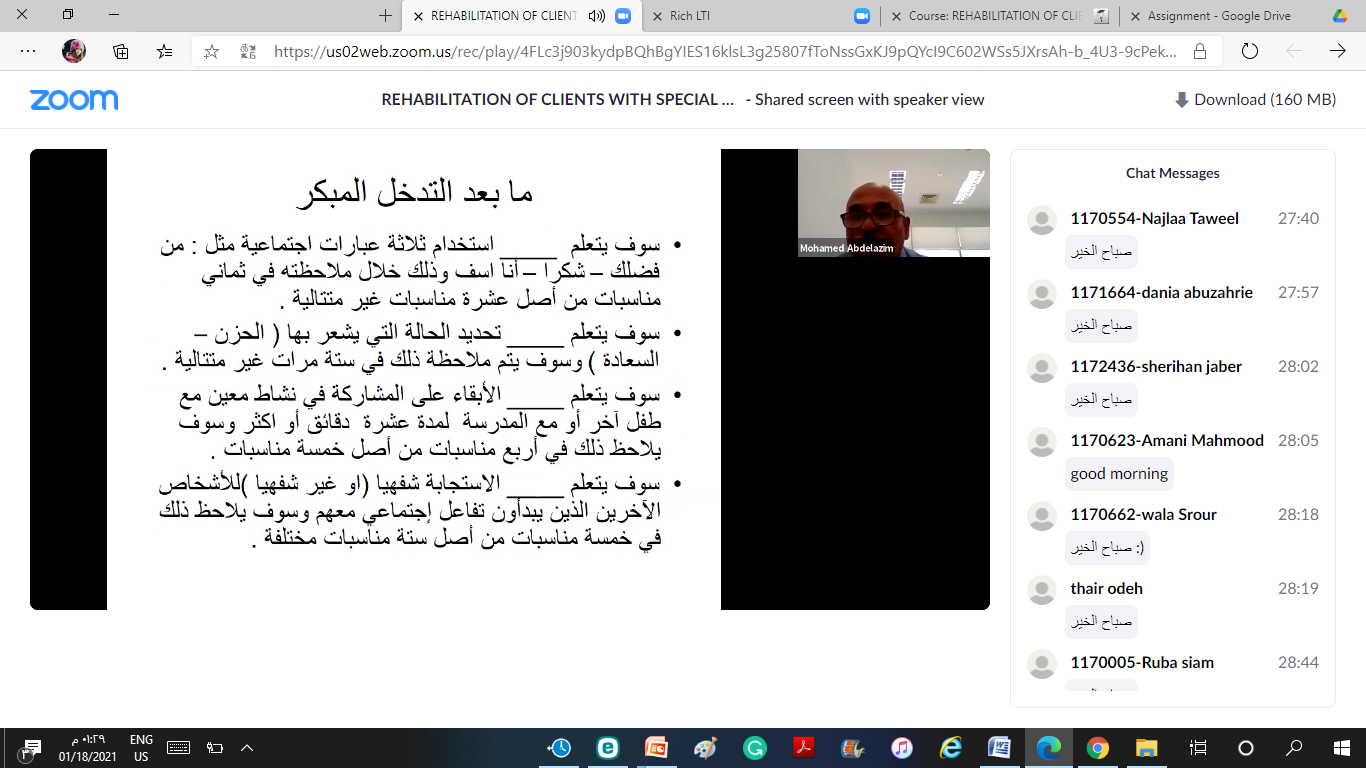 REHABILITATION OF CLIENT
Rich LTI
Course: REHABILITATION OF CLIE
Assignment - Google Drive
https://us02web.zoom.us/rec/play/4FLc3j903kydpBQhBgYIES16klsL3g25807fToNssGxKJ9pQYcI9C602WSs5JXrsAh-b_4U3-9cPek...
zoom
REHABILITATION OF CLIENTS WITH SPECIAL ... - Shared screen with speaker view
Download (160 MB)
ما بعد التدخل المبكر
• سوف يتعلم _____ استخدام ثلاثة عبارات اجتماعية مثل : من
فضلك – شكرا – أنا اسف وذلك خلال ملاحظته في ثماني
مناسبات من أصل عشرة مناسبات غير متتالية .
• سوف يتعلم _____ تحديد الحالة التي يشعر بها ( الحزن –
السعادة ) وسوف يتم ملاحظة ذلك في ستة مرات غير متتالية .
• سوف يتعلم _____ الأبقاء على المشاركة في نشاط معين مع
طفل آخر أو مع المدرسة لمدة عشرة دقائق أو اكثر وسوف
يلاحظ ذلك في أربع مناسبات من أصل خمسة مناسبات .
• سوف يتعلم _____ الاستجابة شفهيا (او غير شفهيا )للأشخاص
الآخرين الذين يبدأون تفاعل إجتماعي معهم وسوف يلاحظ ذلك
في خمسة مناسبات من أصل ستة مناسبات مختلفة .
Mohamed Abdelazim
Chat Messages
1170554-Najlaa Taweel 27:40
صباح الخير
1171664-dania abuzahrie 27:57
صباح الخير
1172436-sherihan jaber 28:02
صباح الخير
1170623-Amani Mahmood 28:05
good morning
1170662-wala Srour 28:18
صباح الخير :)
thair odeh 28:19
صباح الخير
1170005-Ruba siam 28:44
٣
٠١:٢٩ م
01/18/2021
ENG
US